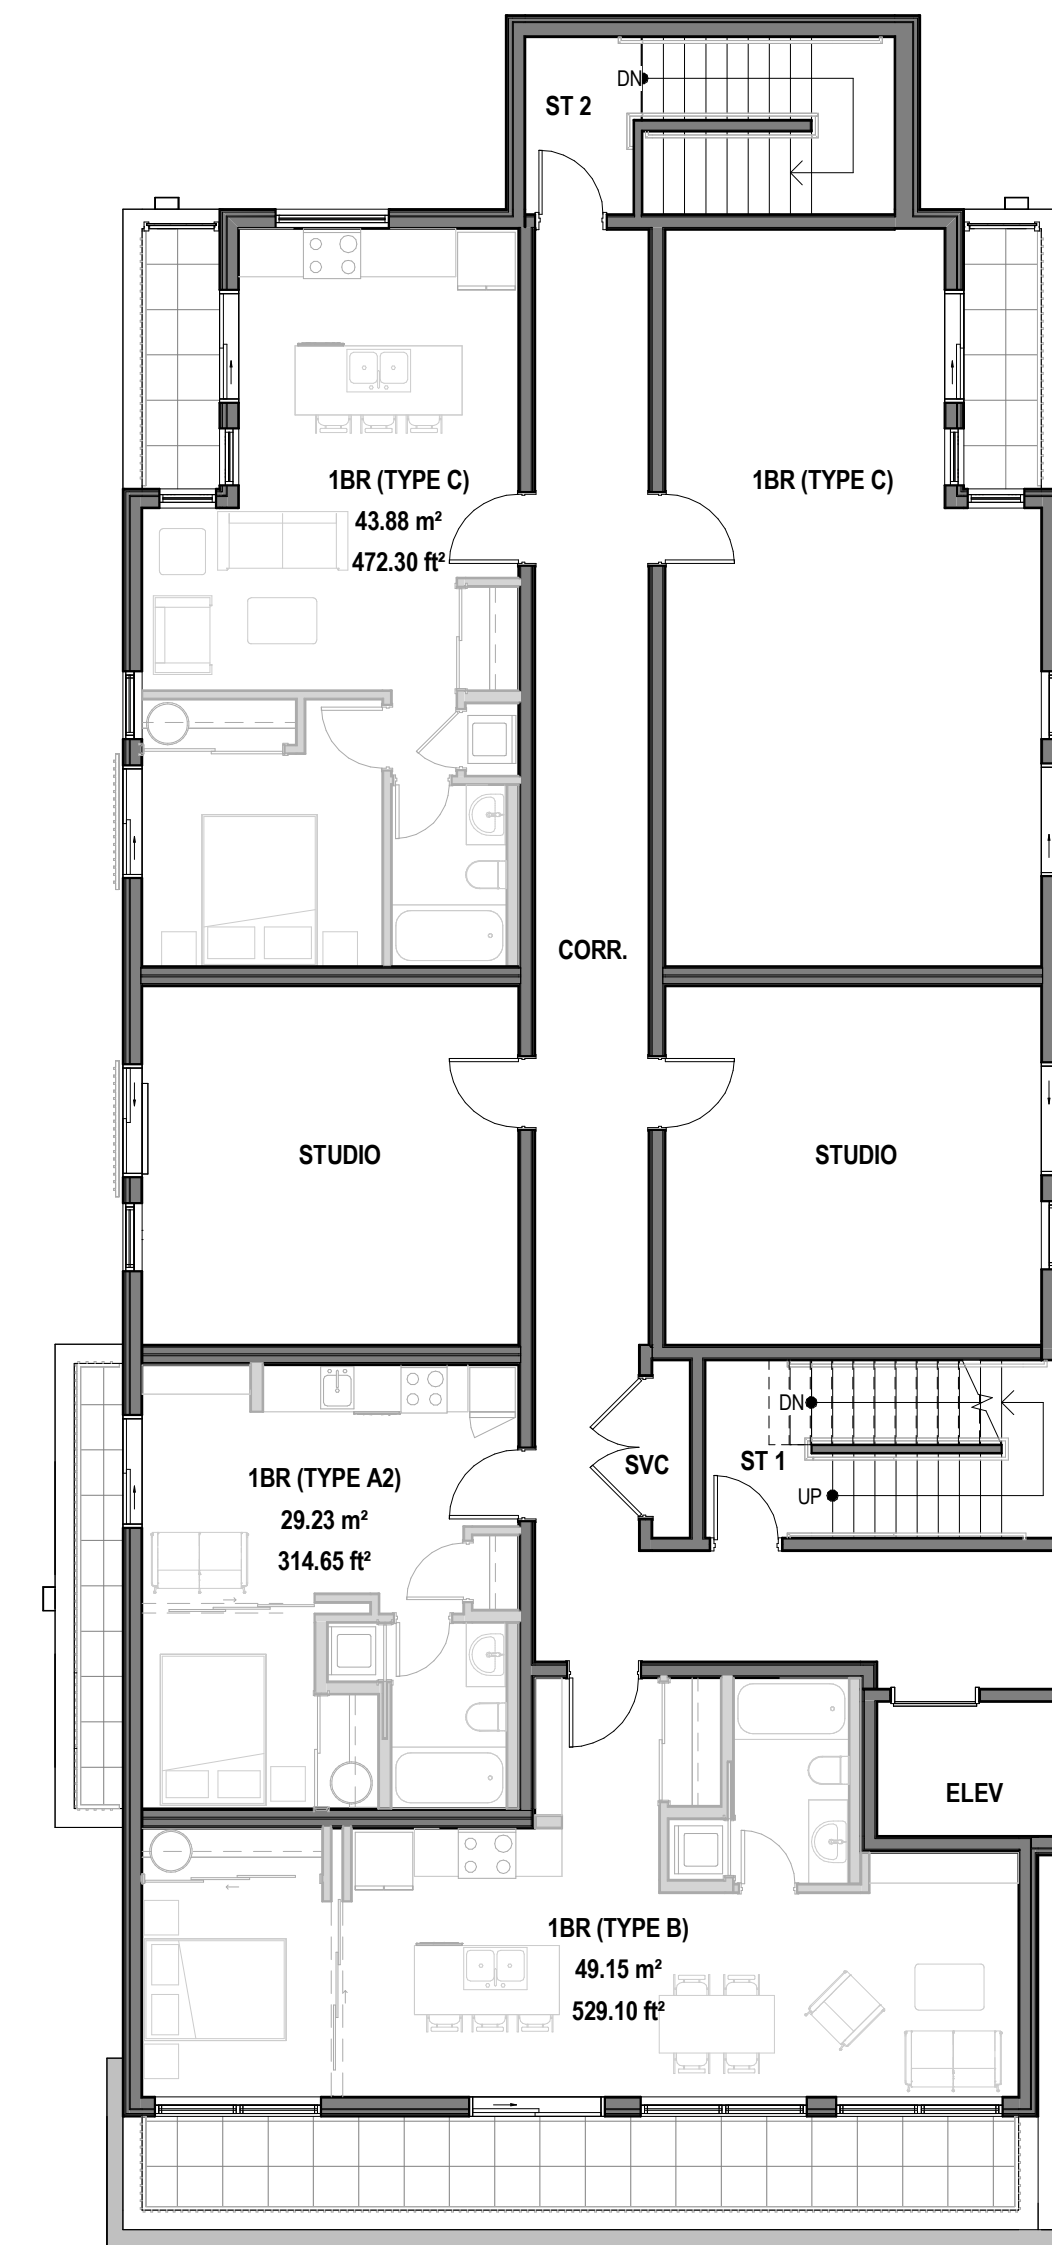 DN
ST 2
1BR (TYPE C)
43.88 m²
472.30 ft²
1BR (TYPE C)
CORR.
STUDIO
STUDIO
DN
ST 1
SVC
UP
1BR (TYPE A2)
29.23 m²
314.65 ft²
ELEV
1BR (TYPE B)
49.15 m²
529.10 ft²